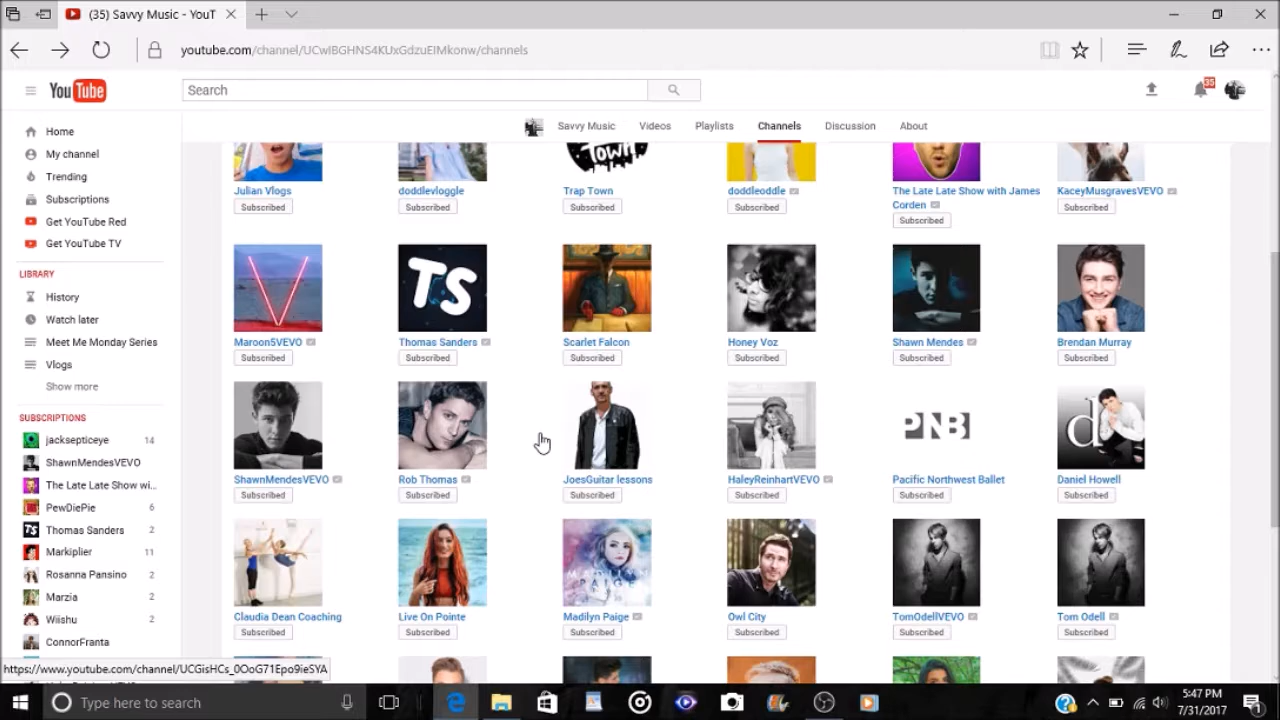 (35) Savvy Music - YouT
youtube.com/channel/UCwIBGHNS4KUxGdzuEIMkonw/channels
YouTube
Search
35
Savvy Music Videos Playlists Channels Discussion About
Home
My channel
Trending
Subscriptions
Get YouTube Red
Get YouTube TV
LIBRARY
History
Watch later
Meet Me Monday Series
Vlogs
Show more
SUBSCRIPTIONS
jacksepticeye 14
ShawnMendesVEVO
The Late Late Show wi...
PewDiePie 6
Thomas Sanders 2
Markiplier 11
Rosanna Pansino 2
Marzia 2
Wiishu 2
ConnorFranta
TOWN
Julian Vlogs doddlevloggle Trap Town doddleoddle The Late Late Show with James Corden KaceyMusgravesVEVO
Subscribed Subscribed Subscribed Subscribed Subscribed Subscribed
TS
Maroon5VEVO Thomas Sanders Scarlet Falcon Honey Voz Shawn Mendes Brendan Murray
Subscribed Subscribed Subscribed Subscribed Subscribed Subscribed
PNB d
ShawnMendesVEVO Rob Thomas JoesGuitar lessons HaleyReinhartVEVO Pacific Northwest Ballet Daniel Howell
Subscribed Subscribed Subscribed Subscribed Subscribed Subscribed
MADILYN PAIGE
Claudia Dean Coaching Live On Pointe Madilyn Paige Owl City TomOdellVEVO Tom Odell
Subscribed Subscribed Subscribed Subscribed Subscribed Subscribed
https://www.youtube.com/channel/UCGisHCs_0OoG71Epo9ieSYA
Type here to search
5:47 PM
7/31/2017